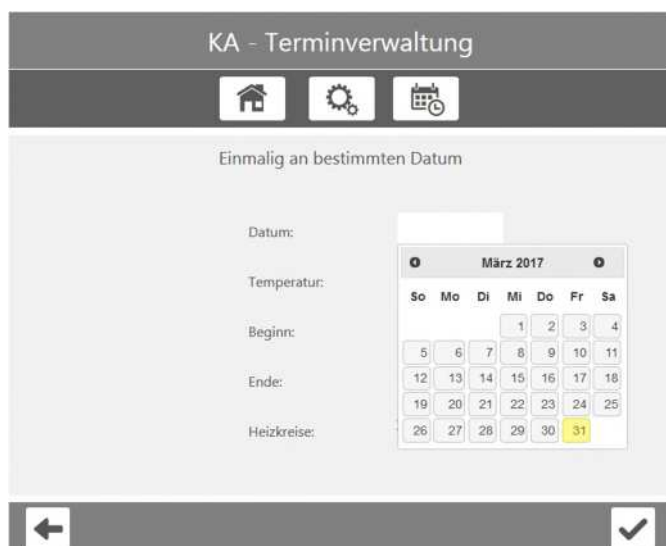 KA - Terminverwaltung
Einmalig an bestimmten Datum
Datum:
Temperatur:
Beginn:
Ende:
Heizkreise:
März 2017
So Mo Di Mi Do Fr Sa
1 2 3 4
5 6 7 8 9 10 11
12 13 14 15 16 17 18
19 20 21 22 23 24 25
26 27 28 29 30 31